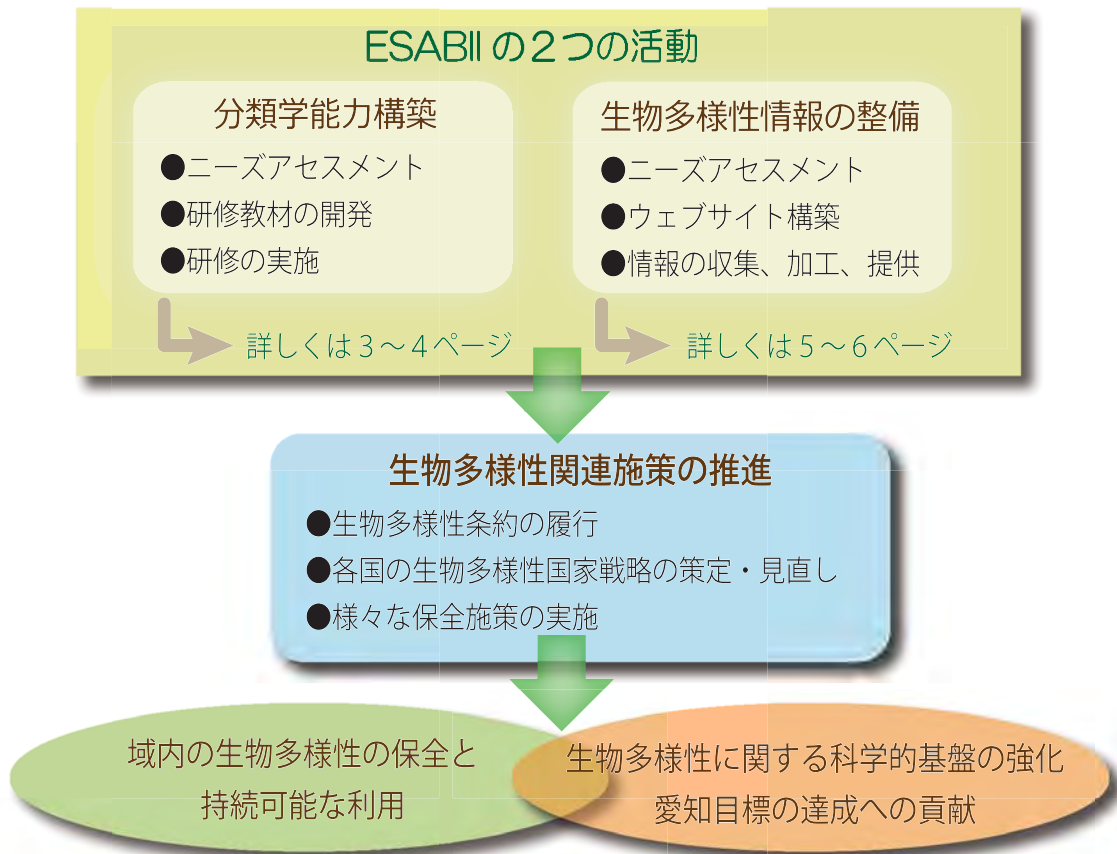 ESABIIの2つの活動
分類学能力構築
●ニーズアセスメント
●研修教材の開発
●研修の実施
詳しくは3～4ページ
生物多様性情報の整備
●ニーズアセスメント
●ウェブサイト構築
●情報の収集、加工、提供
詳しくは5～6ページ
生物多様性関連施策の推進
●生物多様性条約の履行
●各国の生物多様性国家戦略の策定・見直し
●様々な保全施策の実施
域内の生物多様性の保全と
持続可能な利用
生物多様性に関する科学的基盤の強化
愛知目標の達成への貢献